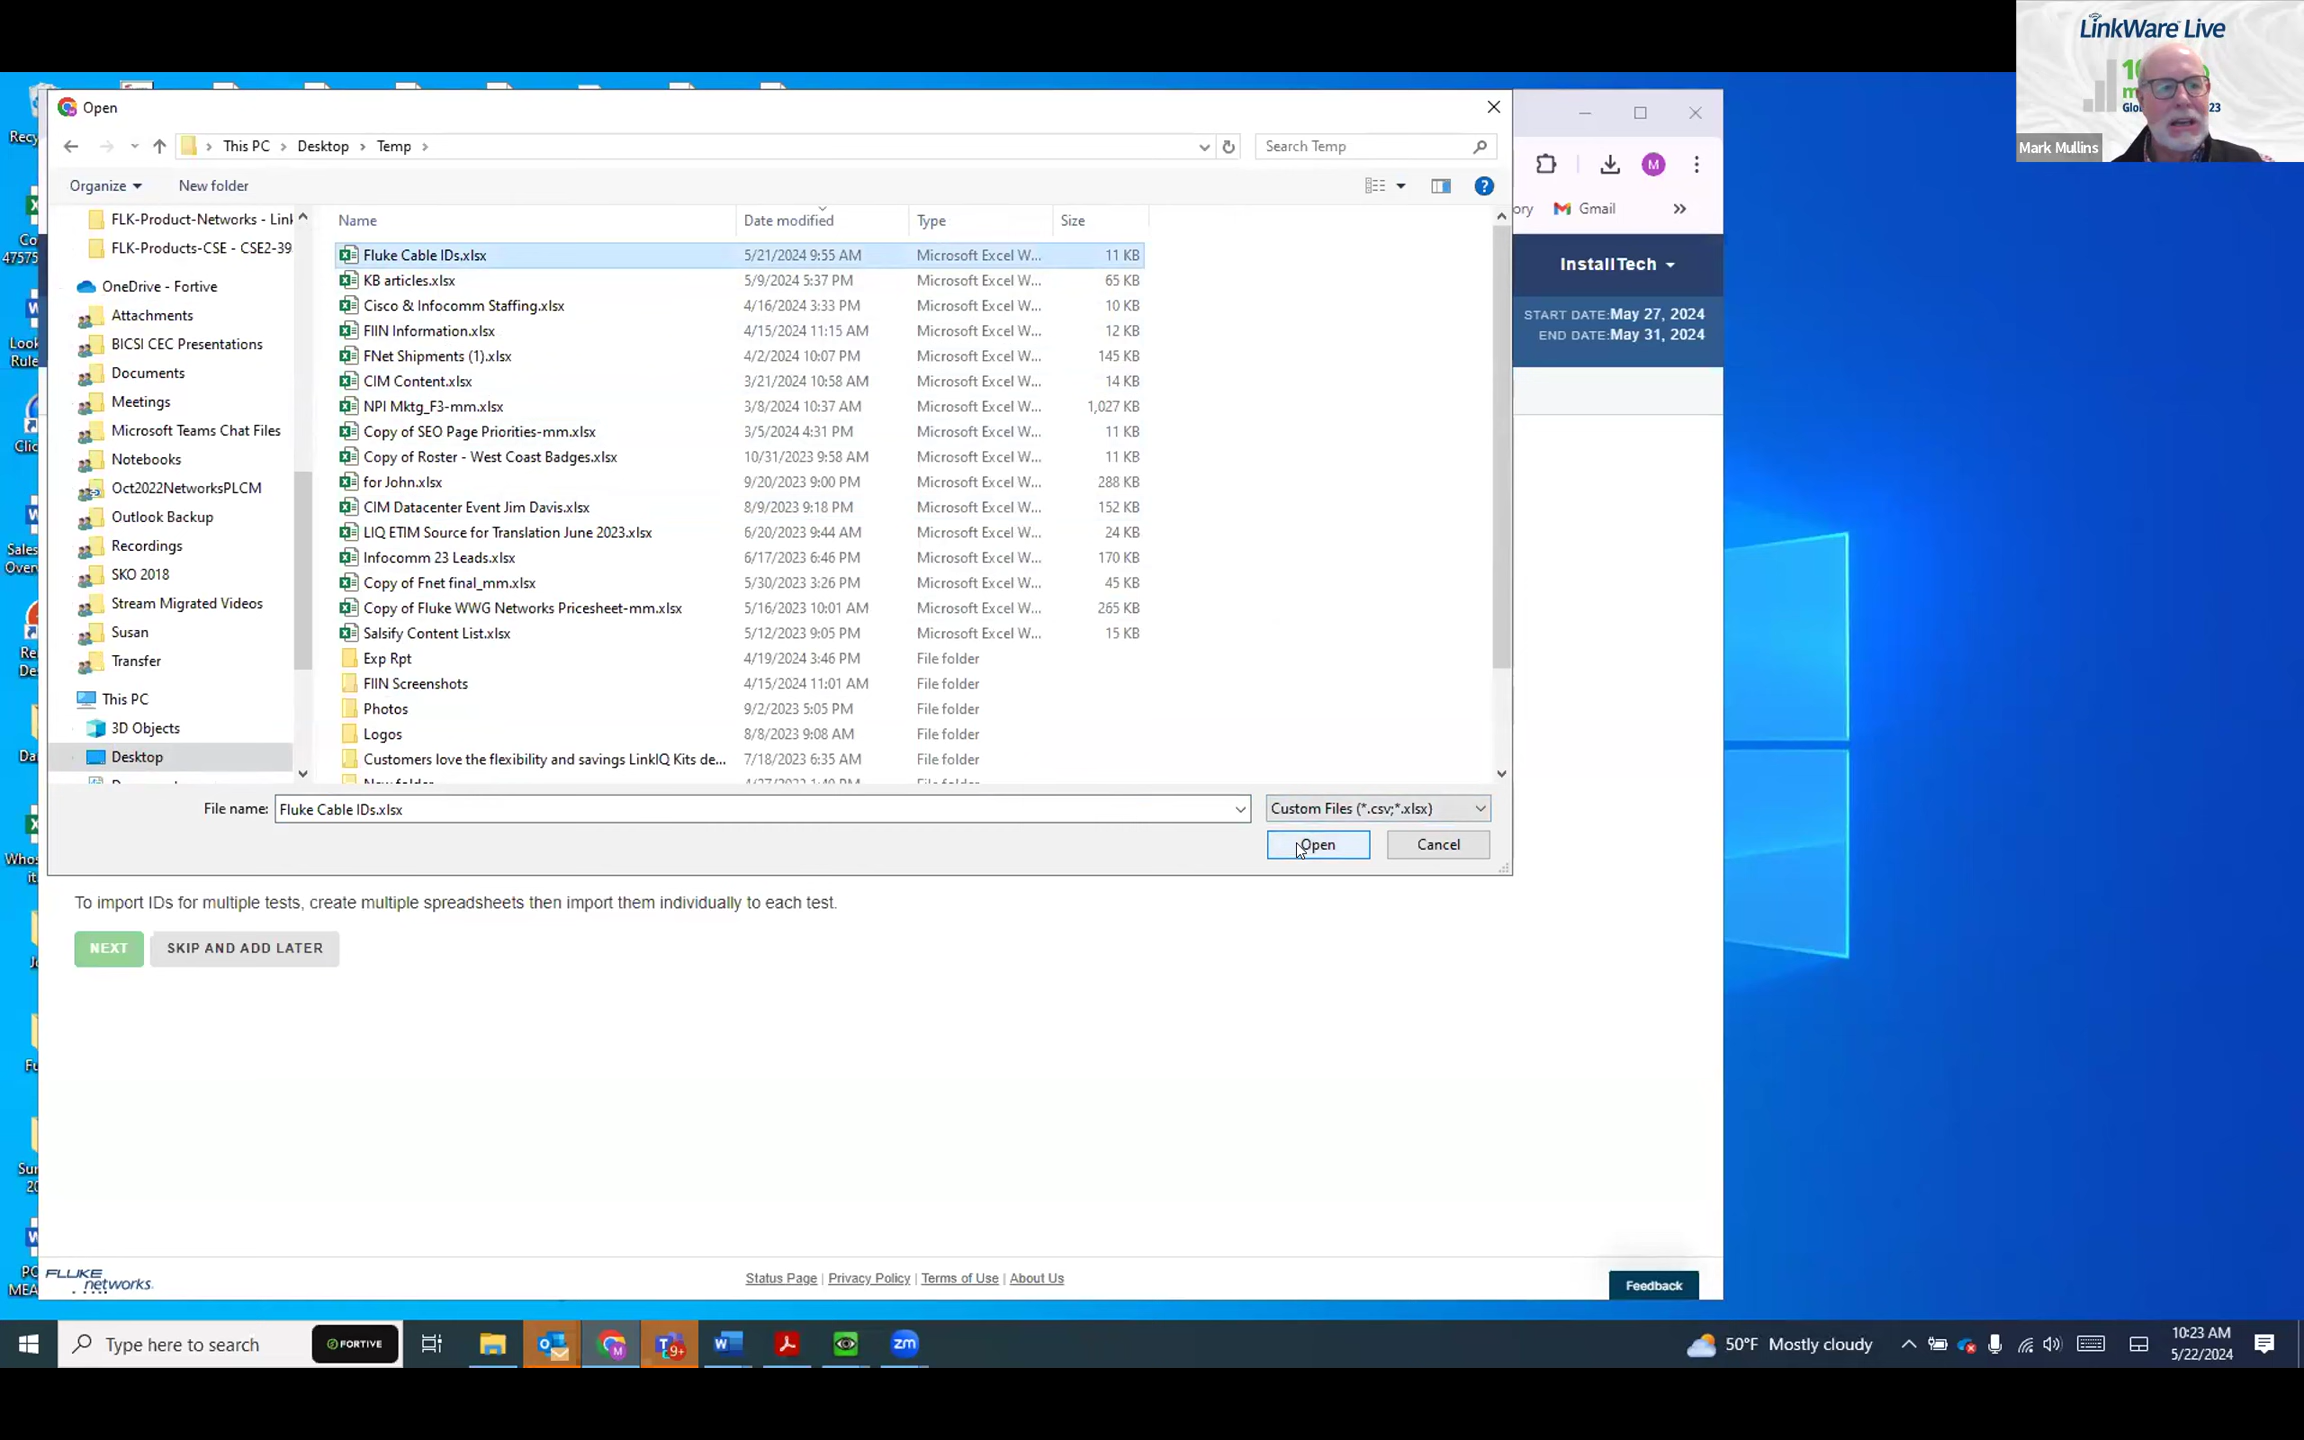 LinkWare Live
Mark Mullins
Open
This PC
Desktop
Temp
Search Temp
Organize
New folder
Name
Date modified
Type
Size
FLK-Product-Networks - Link
FLK-Products-CSE - CSE2-39
OneDrive - Fortive
Attachments
BICSI CEC Presentations
Documents
Meetings
Microsoft Teams Chat Files
Notebooks
Oct2022NetworksPLCM
Outlook Backup
Recordings
SKO 2018
Stream Migrated Videos
Susan
Transfer
This PC
3D Objects
Desktop
Fluke Cable IDs.xlsx 5/21/2024 9:55 AM Microsoft Excel W... 11 KB
KB articles.xlsx 5/9/2024 5:37 PM Microsoft Excel W... 65 KB
Cisco & Infocomm Staffing.xlsx 4/16/2024 3:33 PM Microsoft Excel W... 10 KB
FIIN Information.xlsx 4/15/2024 11:15 AM Microsoft Excel W... 12 KB
FNet Shipments (1).xlsx 4/2/2024 10:07 PM Microsoft Excel W... 145 KB
CIM Content.xlsx 3/21/2024 10:58 AM Microsoft Excel W... 14 KB
NPI Mktg_F3-mm.xlsx 3/8/2024 10:37 AM Microsoft Excel W... 1,027 KB
Copy of SEO Page Priorities-mm.xlsx 3/5/2024 4:31 PM Microsoft Excel W... 11 KB
Copy of Roster - West Coast Badges.xlsx 10/31/2023 9:58 AM Microsoft Excel W... 11 KB
for John.xlsx 9/20/2023 9:00 PM Microsoft Excel W... 288 KB
CIM Datacenter Event Jim Davis.xlsx 8/9/2023 9:18 PM Microsoft Excel W... 152 KB
LIQ ETIM Source for Translation June 2023.xlsx 6/20/2023 9:44 AM Microsoft Excel W... 24 KB
Infocomm 23 Leads.xlsx 6/17/2023 6:46 PM Microsoft Excel W... 170 KB
Copy of Fnet final_mm.xlsx 5/30/2023 3:26 PM Microsoft Excel W... 45 KB
Copy of Fluke WWG Networks Pricesheet-mm.xlsx 5/16/2023 10:01 AM Microsoft Excel W... 265 KB
Salsify Content List.xlsx 5/12/2023 9:05 PM Microsoft Excel W... 15 KB
Exp Rpt 4/19/2024 3:46 PM File folder
FIIN Screenshots 4/15/2024 11:01 AM File folder
Photos 9/2/2023 5:05 PM File folder
Logos 8/8/2023 9:08 AM File folder
Customers love the flexibility and savings LinkIQ Kits de... 7/18/2023 6:35 AM File folder
File name: Fluke Cable IDs.xlsx
Custom Files (*.csv;*.xlsx)
Open
Cancel
ory
Gmail
InstallTech
START DATE:May 27, 2024
END DATE:May 31, 2024
To import IDs for multiple tests, create multiple spreadsheets then import them individually to each test.
NEXT
SKIP AND ADD LATER
FLUKE
networks.
Status Page | Privacy Policy | Terms of Use | About Us
Feedback
Type here to search
FORTIVE
9+
zm
50°F Mostly cloudy
10:23 AM
5/22/2024